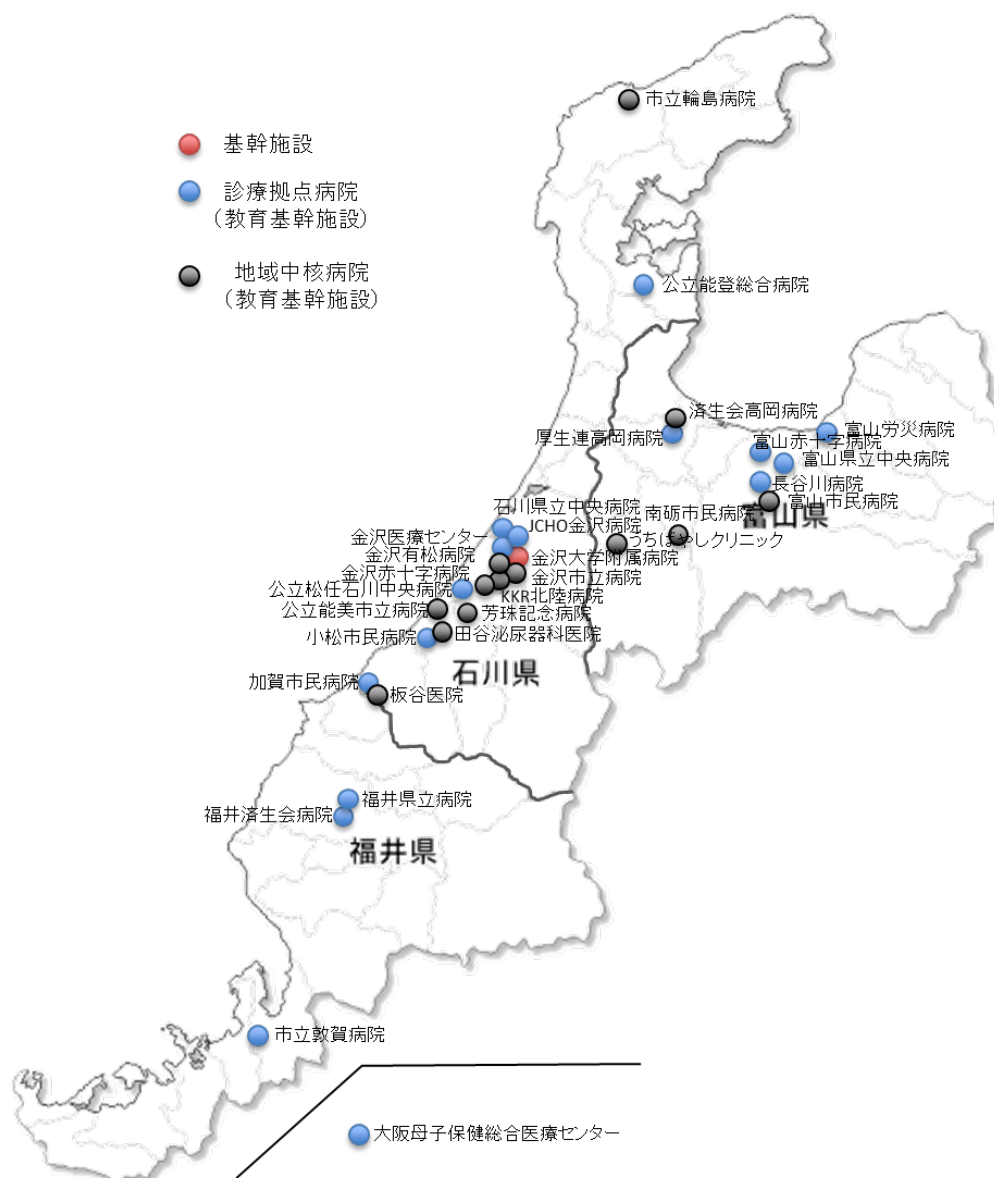 市立輪島病院
基幹施設
診療拠点病院
（教育基幹施設）
地域中核病院
（教育基幹施設）
公立能登総合病院
済生会高岡病院
厚生連高岡病院
富山労災病院
富山赤十字病院
富山県立中央病院
長谷川病院
富山市民病院
富山県
南砺市民病院
うちばやしクリニック
石川県立中央病院
JCHO金沢病院
金沢医療センター
金沢有松病院
金沢大学附属病院
金沢赤十字病院
金沢市立病院
公立松任石川中央病院
KKR北陸病院
公立能美市立病院
芳珠記念病院
小松市民病院
田谷泌尿器科医院
石川県
加賀市民病院
板谷医院
福井県立病院
福井済生会病院
福井県
市立敦賀病院
大阪母子保健総合医療センター